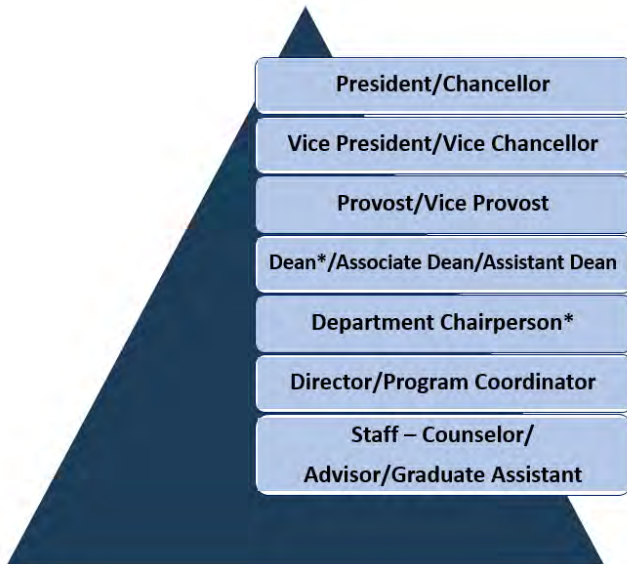 President/Chancellor
Vice President/Vice Chancellor
Provost/Vice Provost
Dean*/Associate Dean/Assistant Dean
Department Chairperson*
Director/Program Coordinator
Staff – Counselor/
Advisor/Graduate Assistant